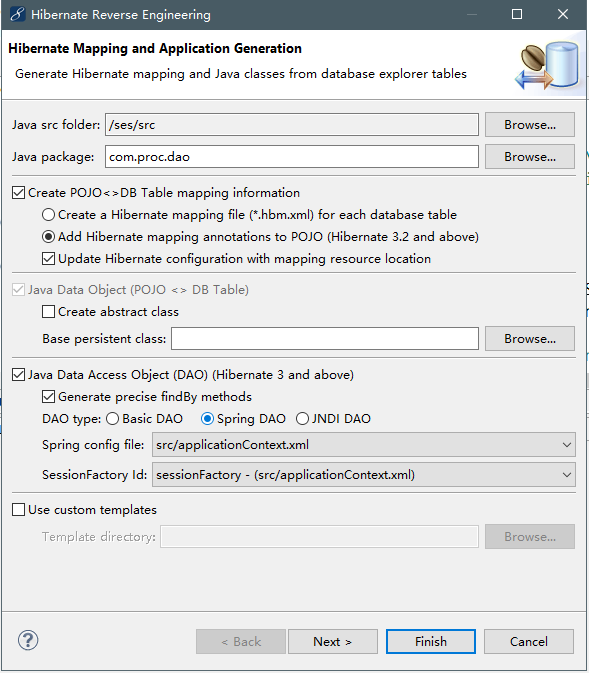 Hibernate Reverse Engineering
Hibernate Mapping and Application Generation
Generate Hibernate mapping and Java classes from database explorer tables
Java src folder: /ses/src Browse...
Java package: com.proc.dao Browse...
Create POJO<>DB Table mapping information
Create a Hibernate mapping file (*.hbm.xml) for each database table
Add Hibernate mapping annotations to POJO (Hibernate 3.2 and above)
Update Hibernate configuration with mapping resource location
Java Data Object (POJO <> DB Table)
Create abstract class
Base persistent class: Browse...
Java Data Access Object (DAO) (Hibernate 3 and above)
Generate precise findBy methods
DAO type: Basic DAO Spring DAO JNDI DAO
Spring config file: src/applicationContext.xml
SessionFactory Id: sessionFactory - (src/applicationContext.xml)
Use custom templates
Template directory: Browse...
? < Back Next > Finish Cancel